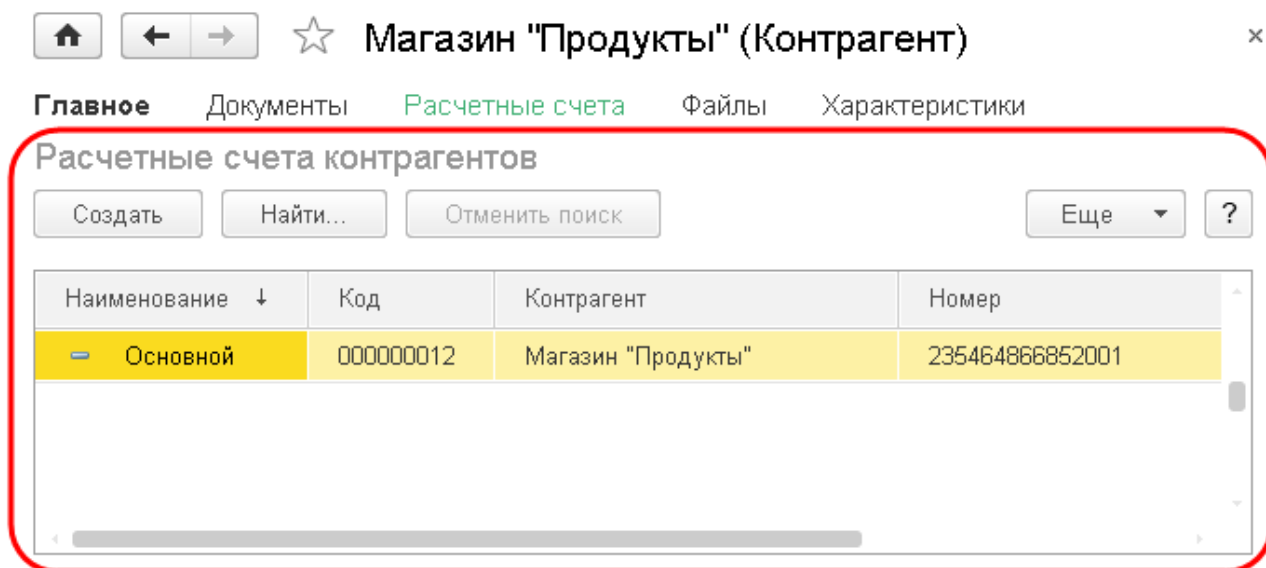 Магазин "Продукты" (Контрагент)
Главное Документы Расчетные счета Файлы Характеристики
Расчетные счета контрагентов
Создать Найти... Отменить поиск Еще ?
Наименование ↓ Код Контрагент Номер
Основной 000000012 Магазин "Продукты" 235464866852001